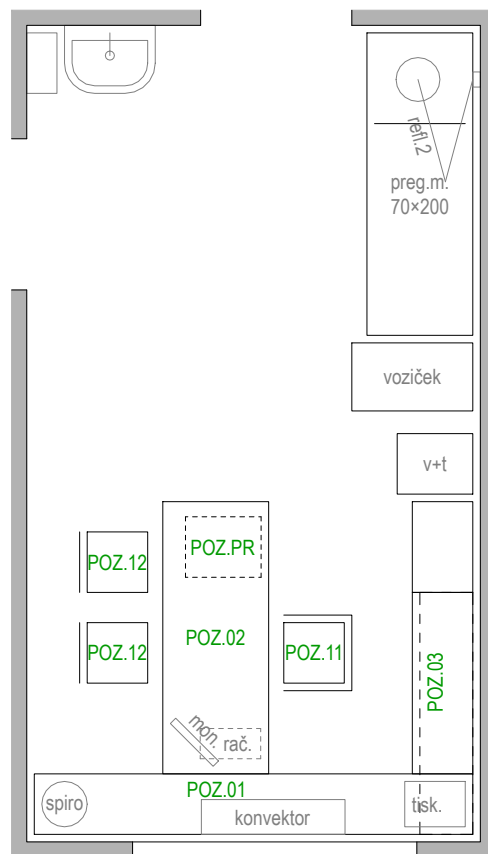 refl.2
preg.m.
70×200
voziček
v+t
POZ.12
POZ.PR
POZ.12
POZ.02
POZ.11
POZ.03
mon.
rač.
POZ.01
spiro
konvektor
tisk.